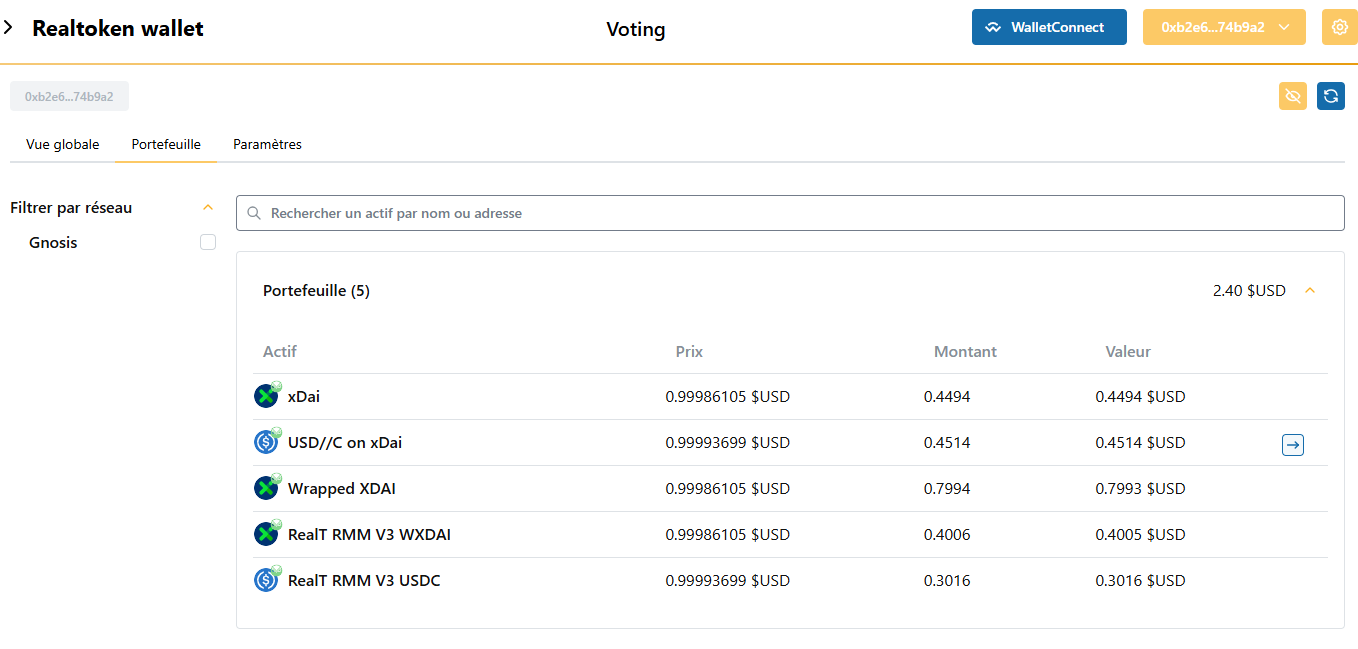 Realtoken wallet
Voting
WalletConnect
0xb2e6...74b9a2
0xb2e6...74b9a2
Vue globale
Portefeuille
Paramètres
Filtrer par réseau
Gnosis
Rechercher un actif par nom ou adresse
Portefeuille (5)
2.40 $USD
Actif Prix Montant Valeur
xDai 0.99986105 $USD 0.4494 0.4494 $USD
USD//C on xDai 0.99993699 $USD 0.4514 0.4514 $USD
Wrapped XDAI 0.99986105 $USD 0.7994 0.7993 $USD
RealT RMM V3 WXDAI 0.99986105 $USD 0.4006 0.4005 $USD
RealT RMM V3 USDC 0.99993699 $USD 0.3016 0.3016 $USD